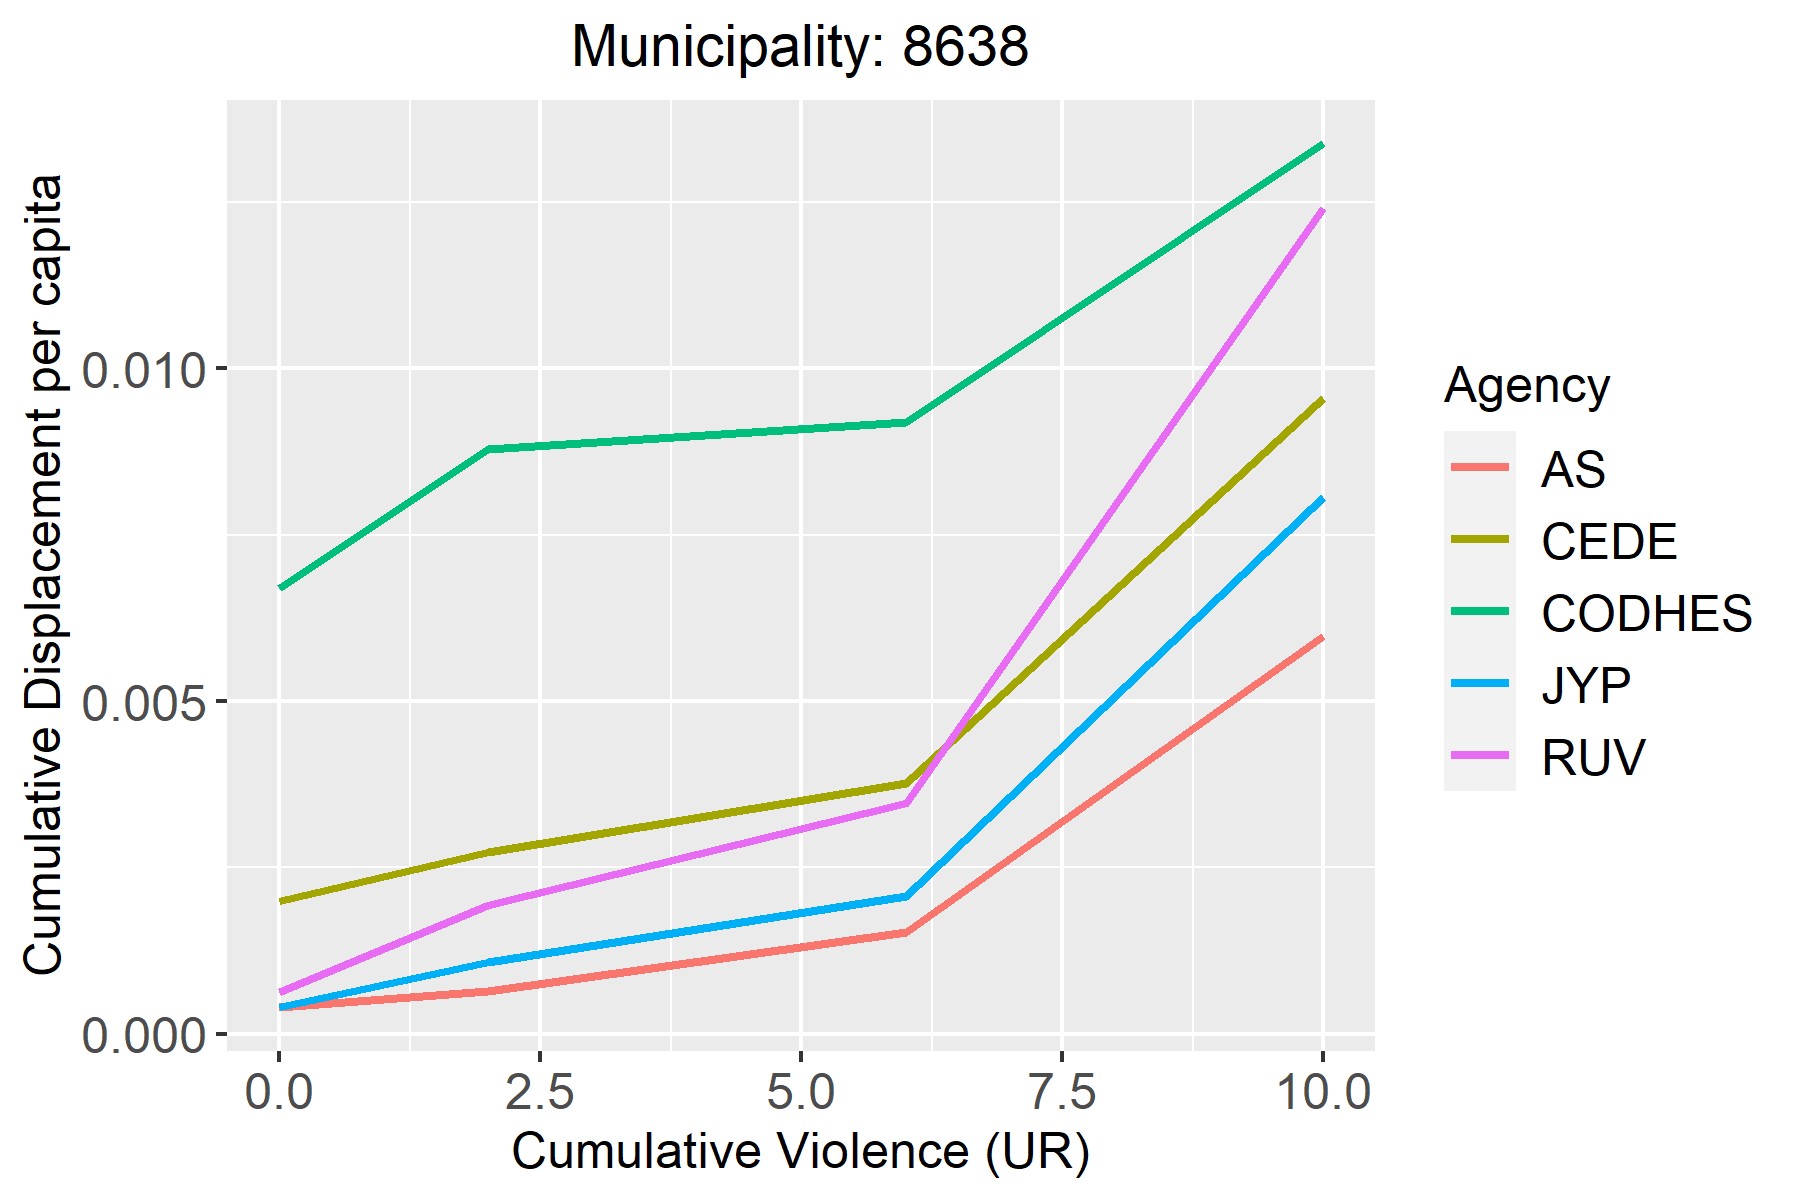 Municipality: 8638
Cumulative Displacement per capita
0.010
0.005
0.000
0.0 2.5 5.0 7.5 10.0
Cumulative Violence (UR)
Agency
AS
CEDE
CODHES
JYP
RUV